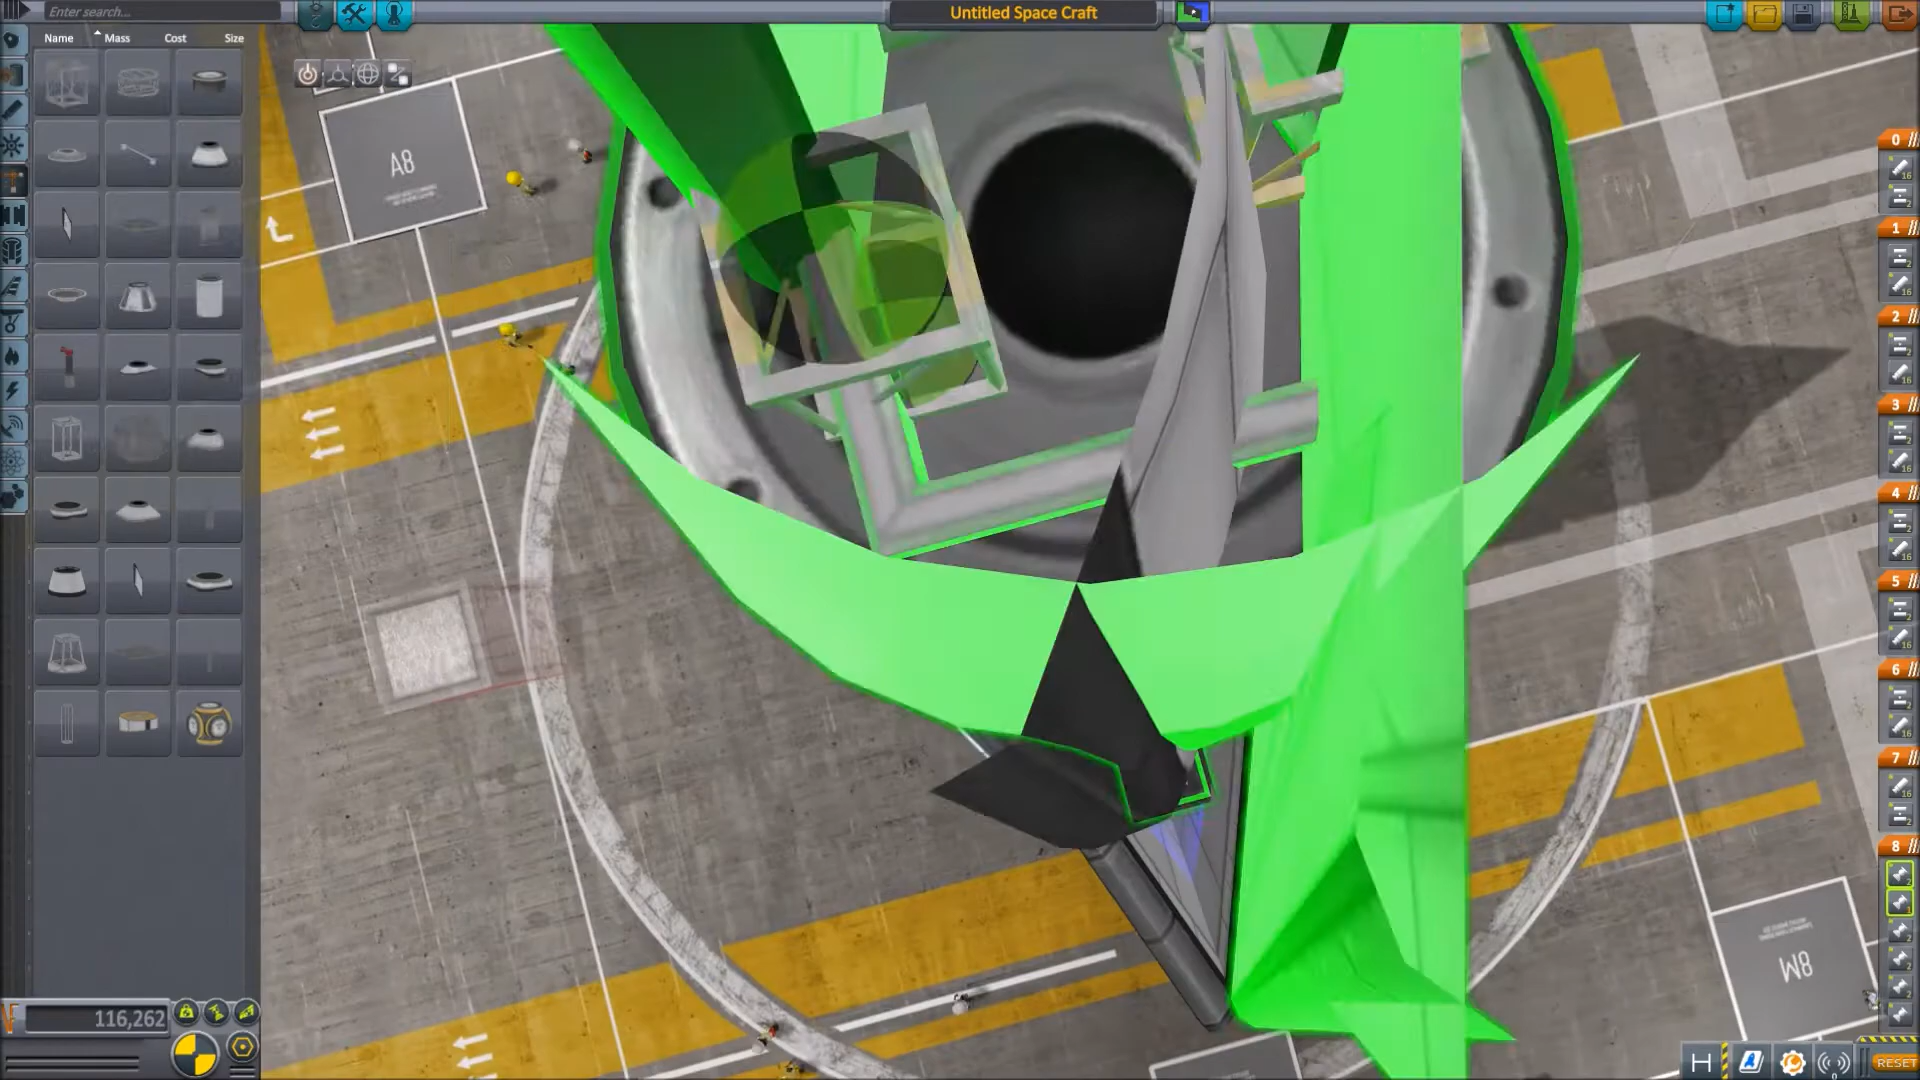 Enter search...
Untitled Space Craft
Name Mass Cost Size
A8
0
1
2
3
4
5
6
7
8
116,262
M8
H
RESET